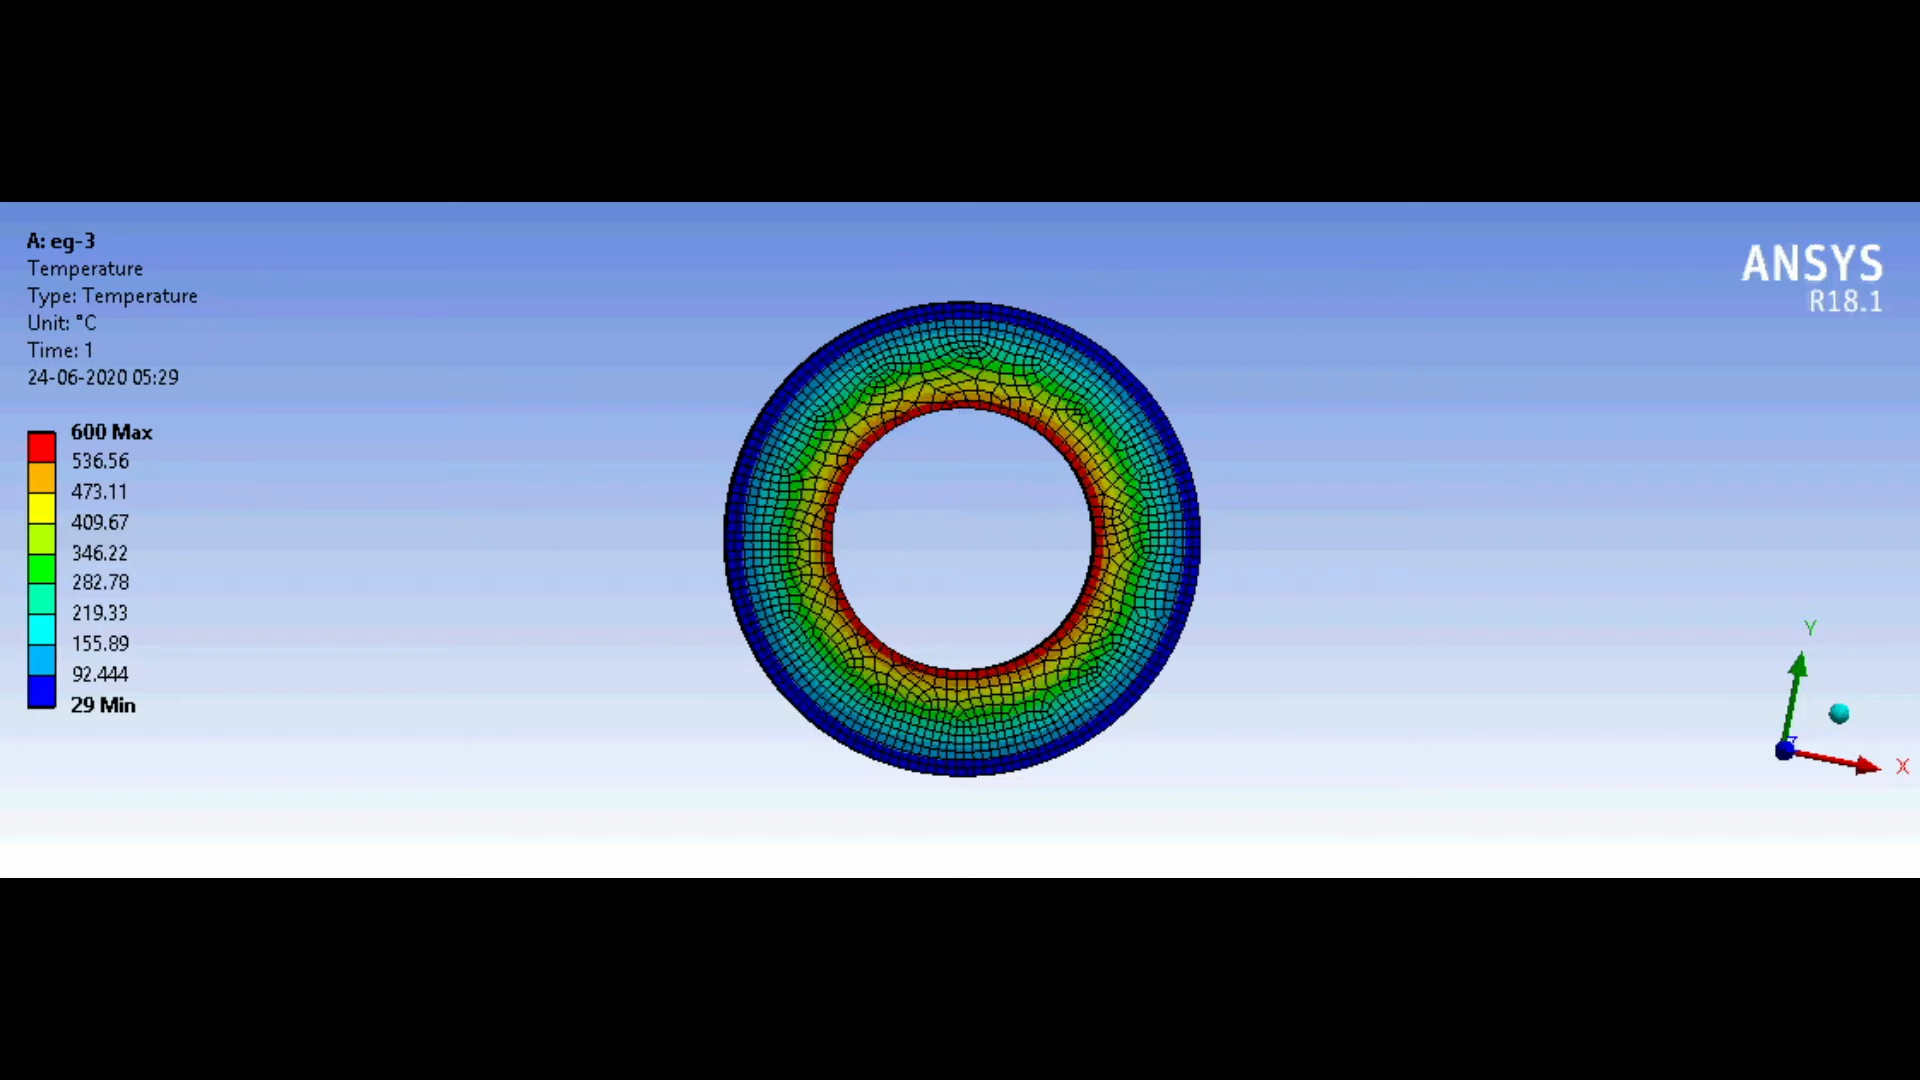 A: eg-3
Temperature
Type: Temperature
Unit: °C
Time: 1
24-06-2020 05:29
600 Max
536.56
473.11
409.67
346.22
282.78
219.33
155.89
92.444
29 Min
ANSYS
R18.1
Y
Z
X